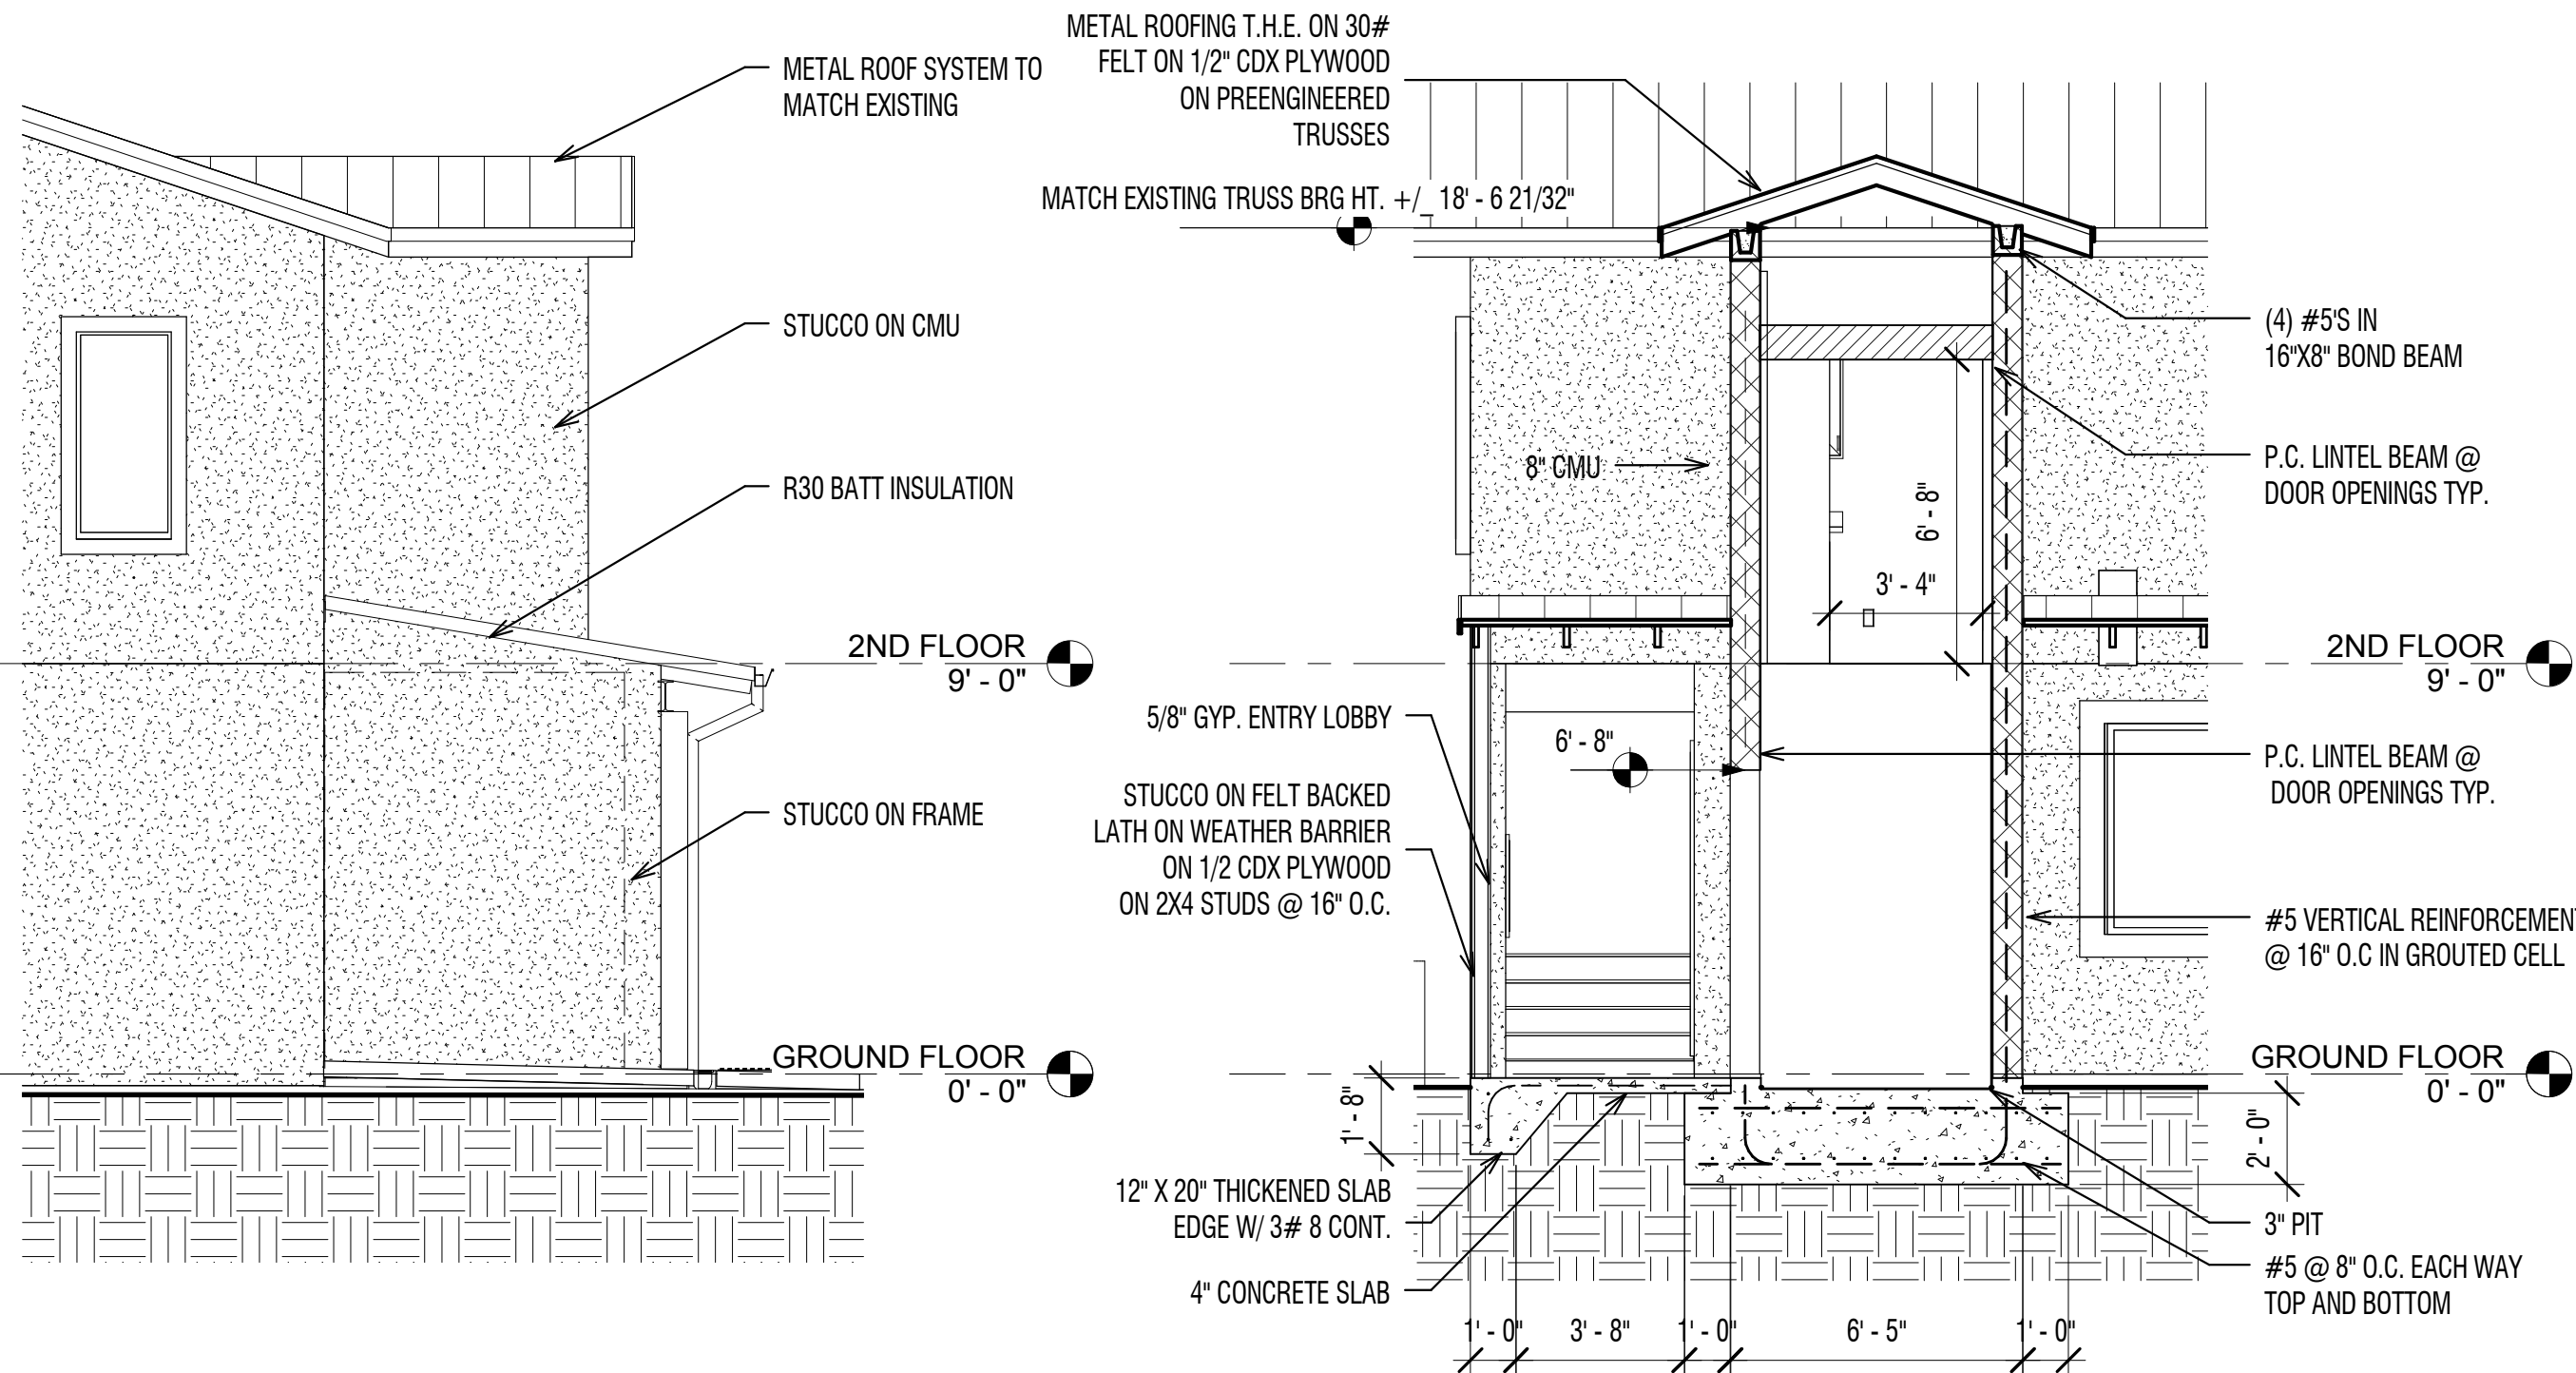 METAL ROOF SYSTEM TO
MATCH EXISTING
STUCCO ON CMU
R30 BATT INSULATION
2ND FLOOR
9' - 0"
STUCCO ON FRAME
GROUND FLOOR
0' - 0"
METAL ROOFING T.H.E. ON 30#
FELT ON 1/2" CDX PLYWOOD
ON PREENGINEERED
TRUSSES
MATCH EXISTING TRUSS BRG HT. +/_ 18' - 6 21/32"
8" CMU
6' - 8"
3' - 4"
(4) #5'S IN
16"X8" BOND BEAM
P.C. LINTEL BEAM @
DOOR OPENINGS TYP.
2ND FLOOR
9' - 0"
5/8" GYP. ENTRY LOBBY
6' - 8"
P.C. LINTEL BEAM @
DOOR OPENINGS TYP.
STUCCO ON FELT BACKED
LATH ON WEATHER BARRIER
ON 1/2 CDX PLYWOOD
ON 2X4 STUDS @ 16" O.C.
#5 VERTICAL REINFORCEMEN
@ 16" O.C IN GROUTED CELL
GROUND FLOOR
0' - 0"
1' - 8"
2' - 0"
12" X 20" THICKENED SLAB
EDGE W/ 3# 8 CONT.
4" CONCRETE SLAB
3" PIT
#5 @ 8" O.C. EACH WAY
TOP AND BOTTOM
1' - 0"
3' - 8"
1' - 0"
6' - 5"
1' - 0"